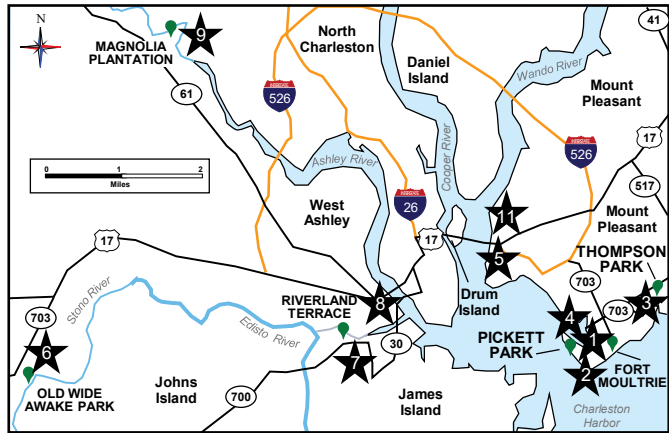 N
MAGNOLIA
PLANTATION
9
61
North
Charleston
INTERSTATE
526
Daniel
Island
Wando River
41
Mount
Pleasant
17
INTERSTATE
526
517
0 1 2
Miles
Ashley River
Cooper River
West
Ashley
INTERSTATE
26
17
11
5
Mount
Pleasant
THOMPSON
PARK
17
Stono River
703
6
OLD WIDE
AWAKE PARK
Edisto River
RIVERLAND
TERRACE
8
Drum
Island
703
703
3
4
1
PICKETT
PARK
2
FORT
MOULTRIE
30
7
700
Johns
Island
James
Island
Charleston
Harbor